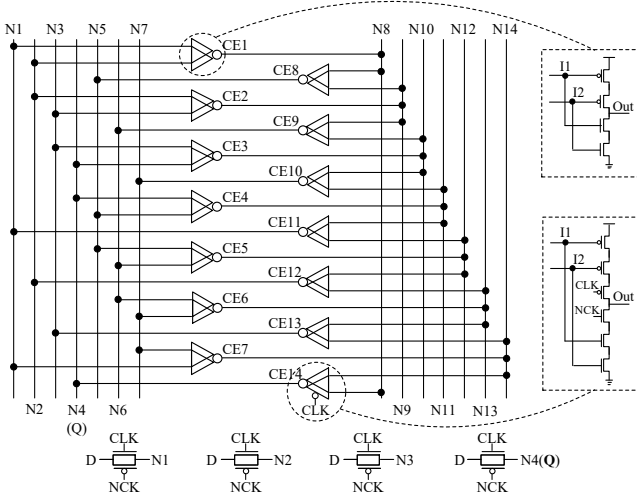 N1 N3 N5 N7 N8 N10 N12 N14
CE1
CE8
CE2
CE9
CE3
CE10
CE4
CE11
CE5
CE12
CE6
CE13
CE7
CE14
CLK
N2 N4 N6 N9 N11 N13
(Q)
I1
I2
Out
I1
I2
CLK
Out
NCK
CLK CLK CLK CLK
D N1 D N2 D N3 D N4(Q)
NCK NCK NCK NCK